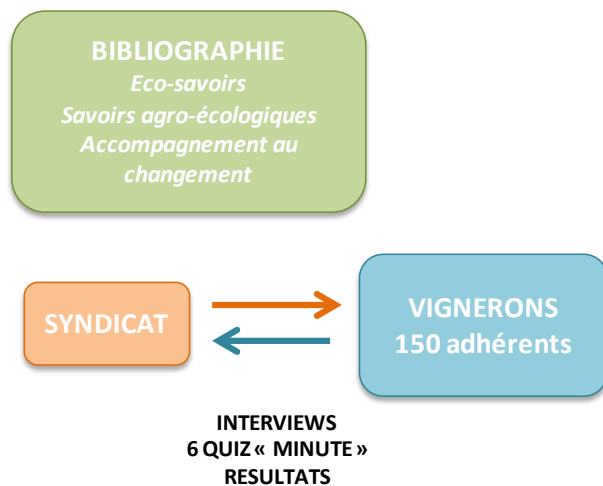 BIBLIOGRAPHIE
Eco-savoirs
Savoirs agro-écologiques
Accompagnement au
changement
SYNDICAT
VIGNERONS
150 adhérents
INTERVIEWS
6 QUIZ « MINUTE »
RESULTATS